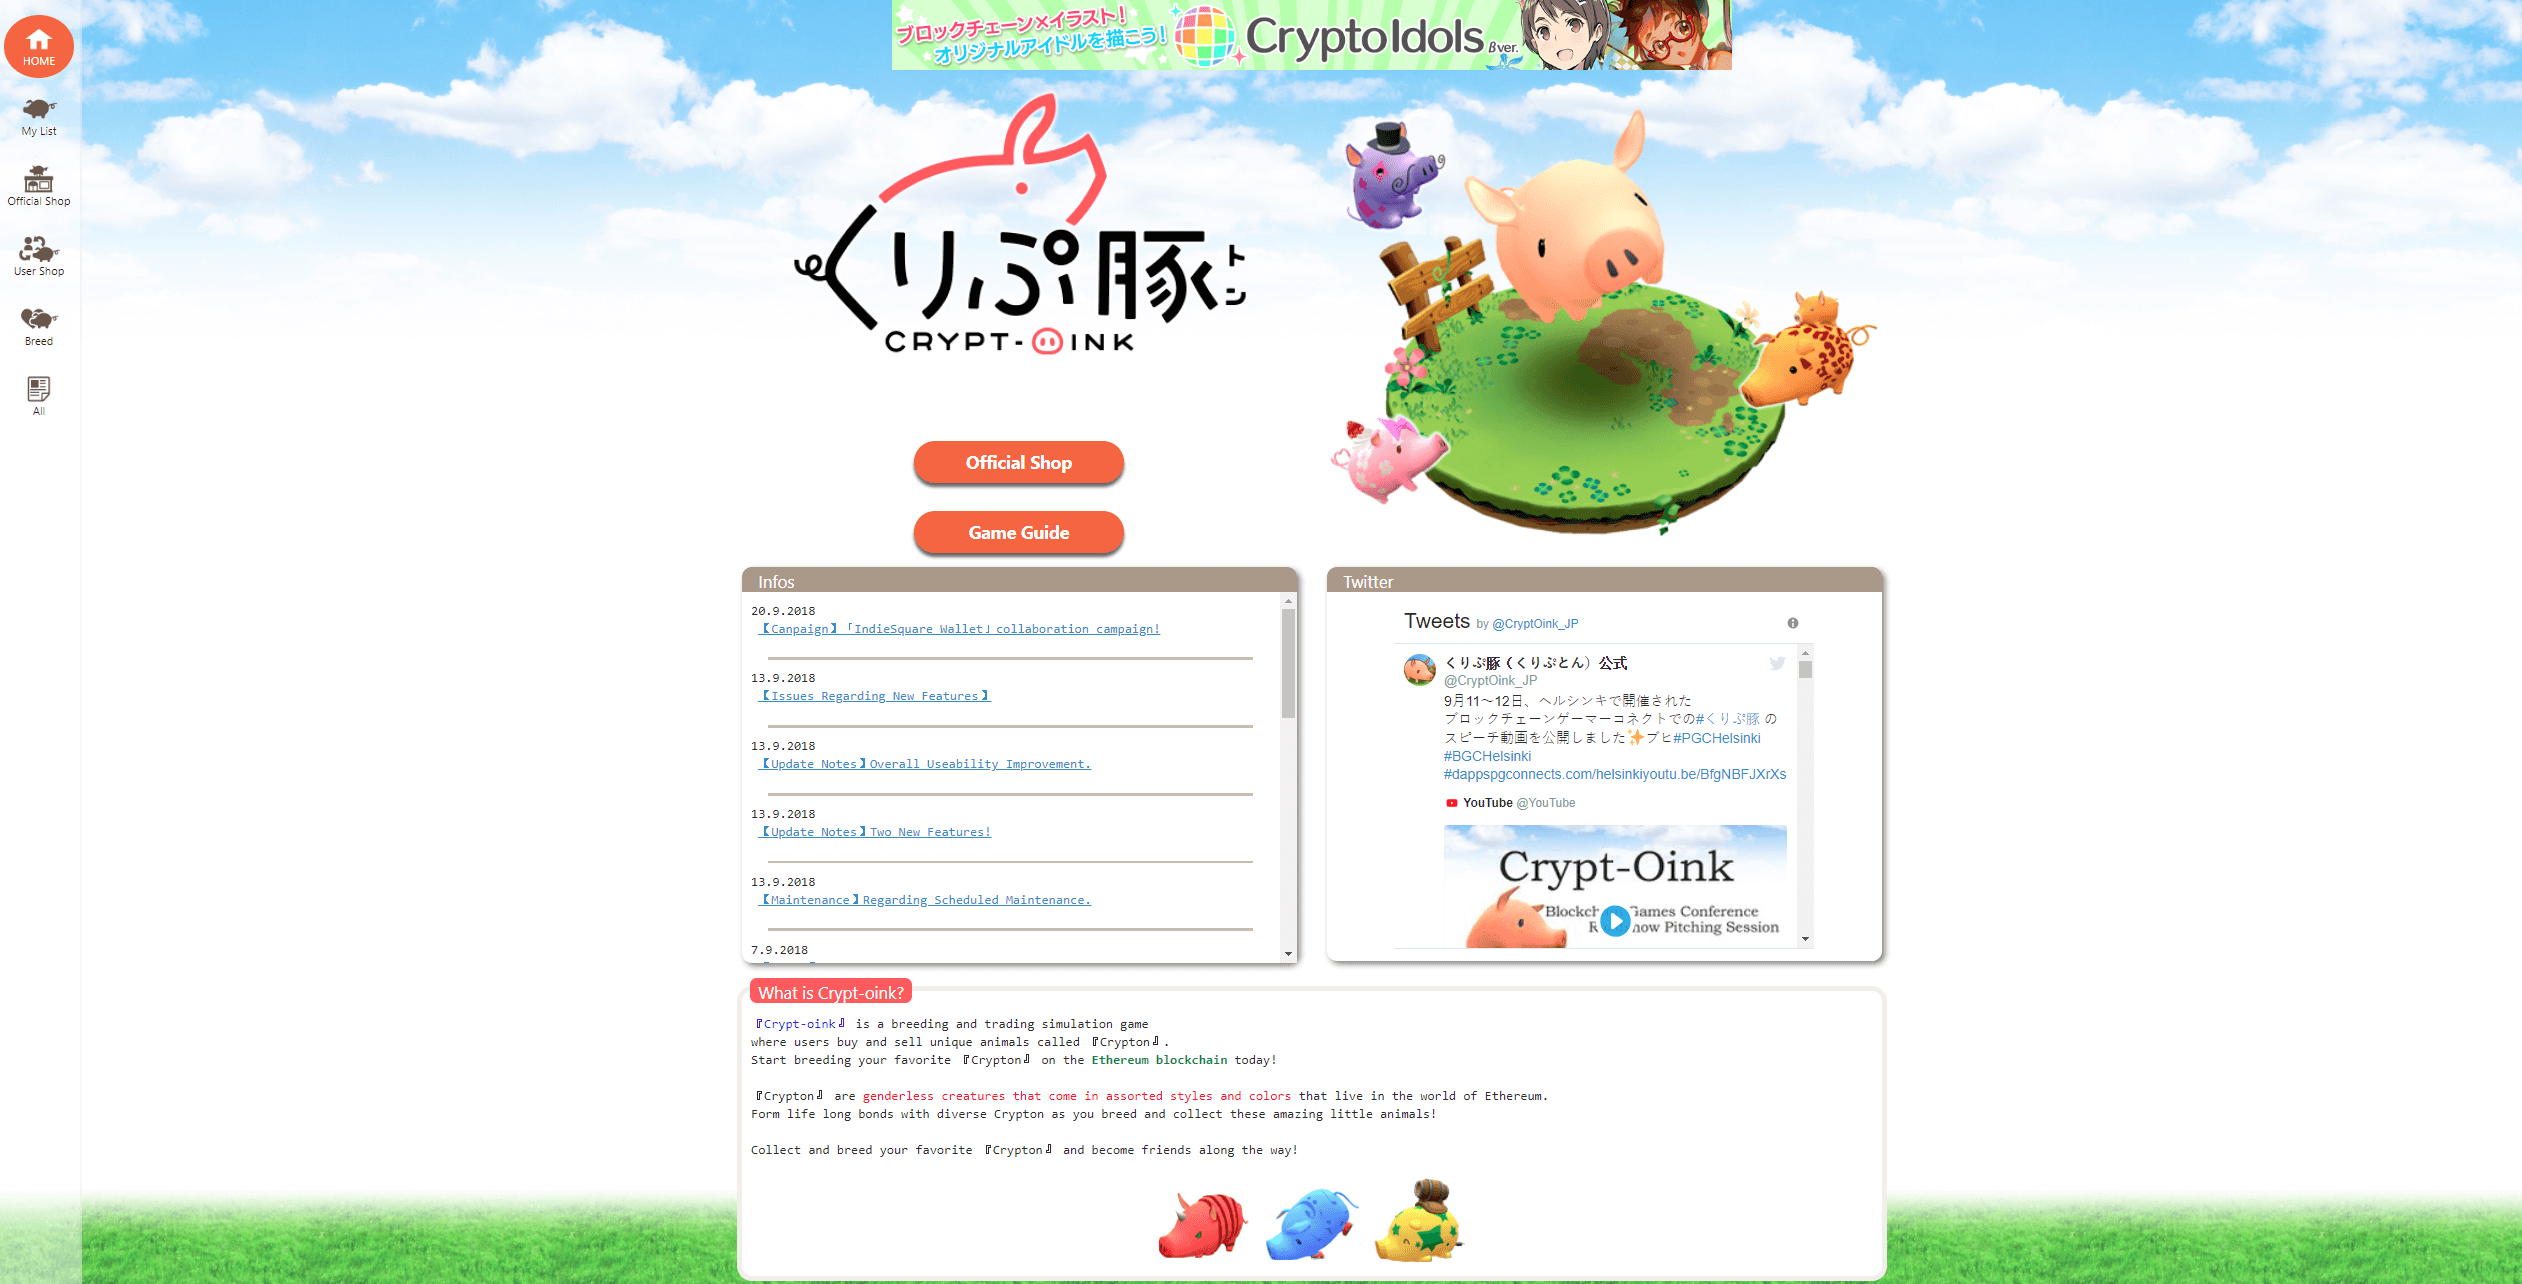 ブロックチェーン×イラスト!
オリジナルアイドルを描こう!
CryptoIdols βver.
HOME
My List
Official Shop
User Shop
Breed
All
くりぷ豚
トン
CRYPT-OINK
Official Shop
Game Guide
Infos
20.9.2018
【Canpaign】「IndieSquare Wallet」collaboration campaign!
13.9.2018
【Issues Regarding New Features】
13.9.2018
【Update Notes】Overall Useability Improvement.
13.9.2018
【Update Notes】Two New Features!
13.9.2018
【Maintenance】Regarding Scheduled Maintenance.
7.9.2018
Twitter
Tweets by @CryptOink_JP
くりぷ豚（くりぷとん）公式
@CryptOink_JP
9月11〜12日、ヘルシンキで開催された
ブロックチェーンゲーマーコネクトでの#くりぷ豚 の
スピーチ動画を公開しました✨ブヒ#PGCHelsinki
#BGCHelsinki
#dappspgconnects.com/helsinkiyoutu.be/BfgNBFJXrXs
YouTube @YouTube
Crypt-Oink
Games Conference
Pitching Session
What is Crypt-oink?
『Crypt-oink』 is a breeding and trading simulation game
where users buy and sell unique animals called 『Crypton』.
Start breeding your favorite 『Crypton』 on the Ethereum blockchain today!
『Crypton』 are genderless creatures that come in assorted styles and colors that live in the world of Ethereum.
Form life long bonds with diverse Crypton as you breed and collect these amazing little animals!
Collect and breed your favorite 『Crypton』 and become friends along the way!